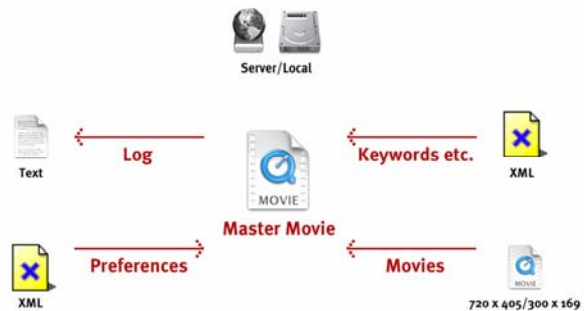 Server/Local
Text
Log
MOVIE
Master Movie
Keywords etc.
XML
XML
Preferences
Movies
MOVIE
720 x 405/300 x 169